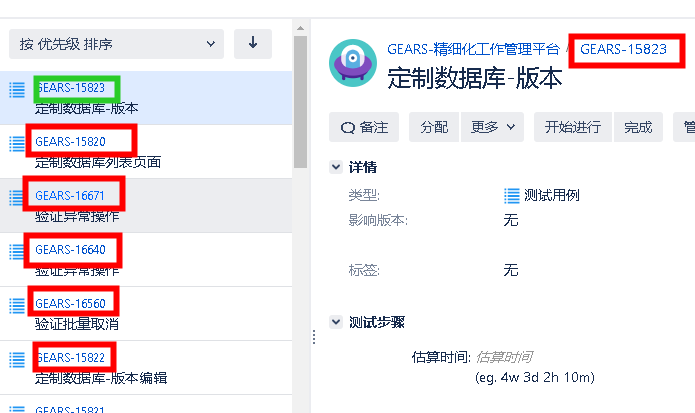 按 优先级 排序
GEARS-15823
定制数据库-版本
GEARS-15820
定制数据库列表页面
GEARS-16671
验证异常操作
GEARS-16640
验证异常操作
GEARS-16560
验证批量取消
GEARS-15822
定制数据库-版本编辑
GEARS-15821
GEARS-精细化工作管理平台 / GEARS-15823
定制数据库-版本
备注 分配 更多 开始进行 完成
详情
类型: 测试用例
影响版本: 无
标签: 无
测试步骤
估算时间: 估算时间
(eg. 4w 3d 2h 10m)